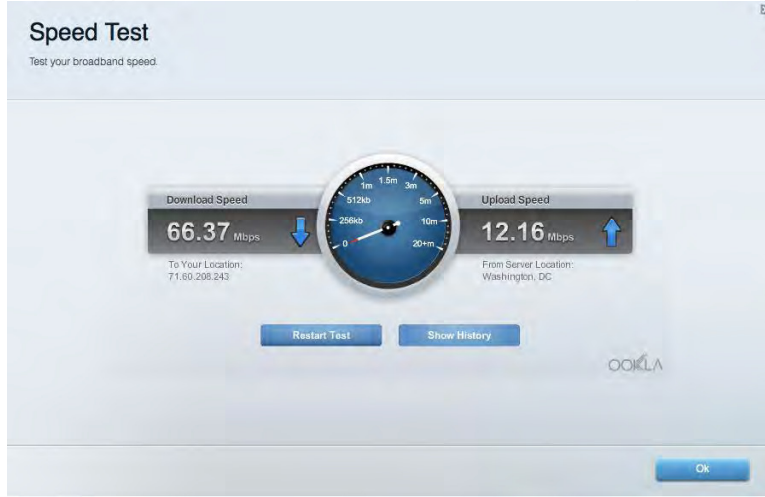 Speed Test
Test your broadband speed.
Download Speed
66.37 Mbps
To Your Location:
71.60.208.243
0
256kb
512kb
1m
1.5m
3m
5m
10m
20+m
Upload Speed
12.16 Mbps
From Server Location:
Washington, DC
Restart Test
Show History
OOKLA
Ok